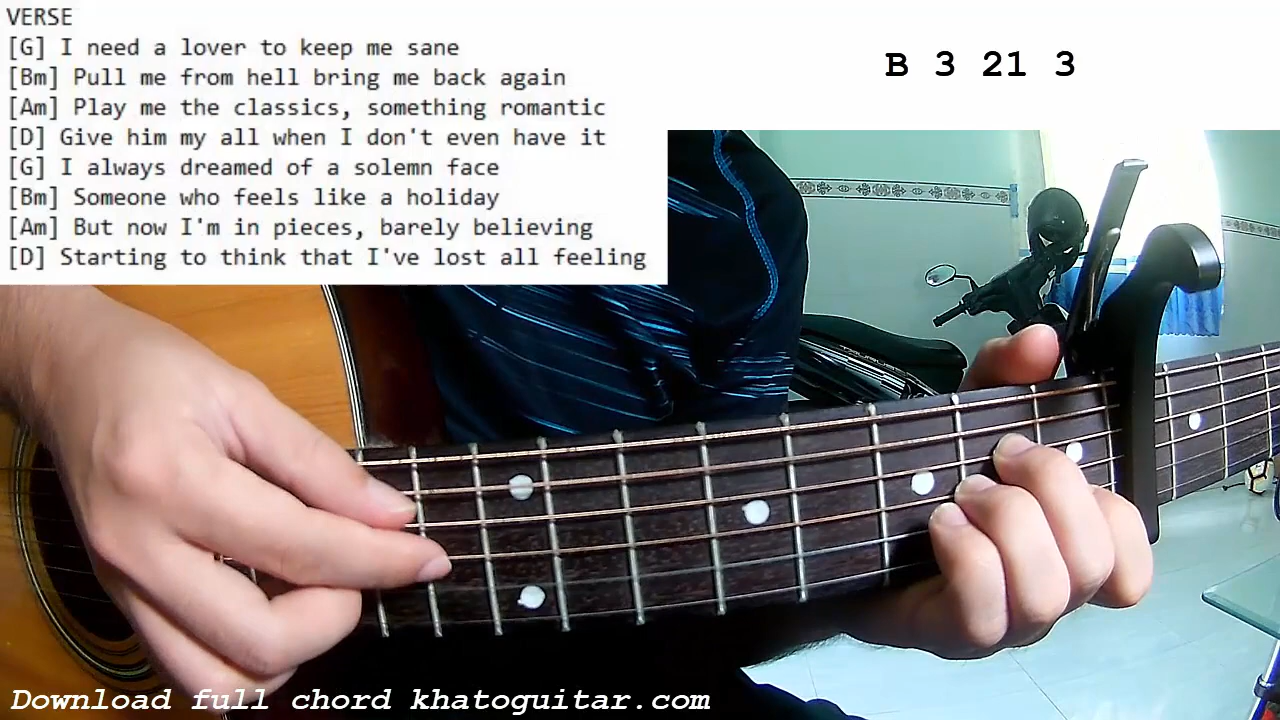 VERSE
[G] I need a lover to keep me sane
[Bm] Pull me from hell bring me back again
[Am] Play me the classics, something romantic
[D] Give him my all when I don't even have it
[G] I always dreamed of a solemn face
[Bm] Someone who feels like a holiday
[Am] But now I'm in pieces, barely believing
[D] Starting to think that I've lost all feeling
B 3 21 3
Download full chord khatoguitar.com